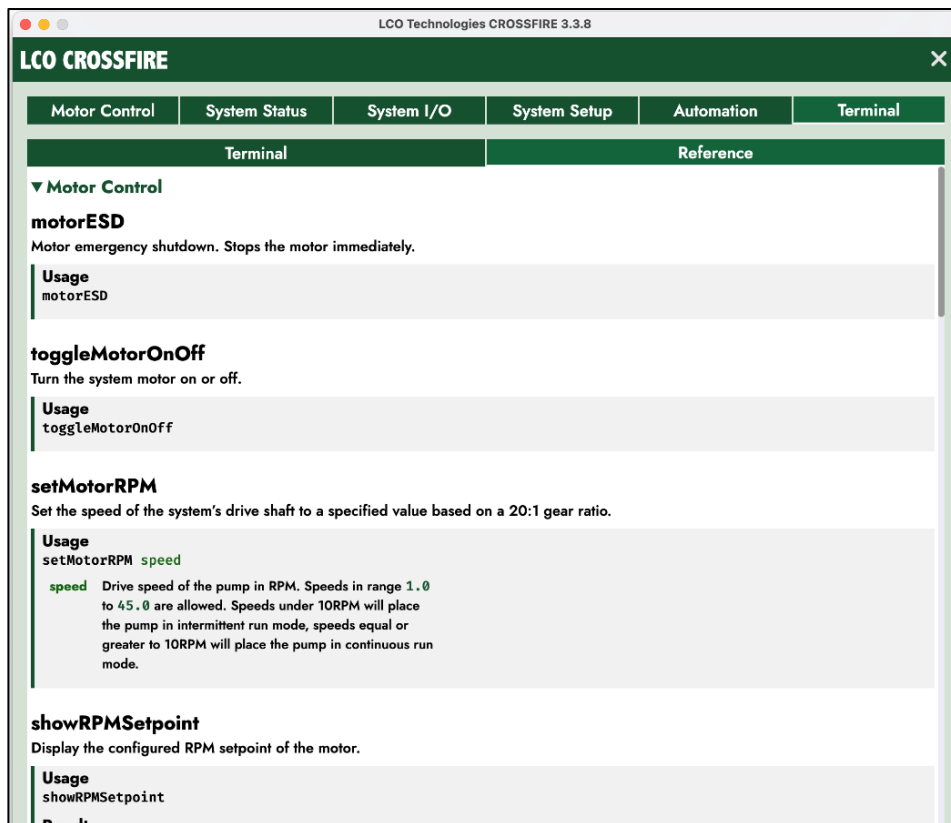 LCO Technologies CROSSFIRE 3.3.8
LCO CROSSFIRE
Motor Control
System Status
System I/O
System Setup
Automation
Terminal
Terminal
Reference
Motor Control
motorESD
Motor emergency shutdown. Stops the motor immediately.
Usage
motorESD
toggleMotorOnOff
Turn the system motor on or off.
Usage
toggleMotorOnOff
setMotorRPM
Set the speed of the system's drive shaft to a specified value based on a 20:1 gear ratio.
Usage
setMotorRPM speed
speed Drive speed of the pump in RPM. Speeds in range 1.0
to 45.0 are allowed. Speeds under 10RPM will place
the pump in intermittent run mode, speeds equal or
greater to 10RPM will place the pump in continuous run
mode.
showRPMSetpoint
Display the configured RPM setpoint of the motor.
Usage
showRPMSetpoint